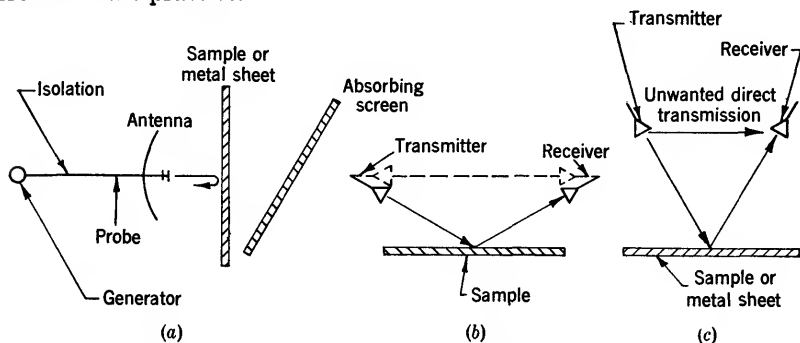 Sample or
metal sheet
Isolation
Antenna
Absorbing
screen
Probe
Generator
(a)
Transmitter
Receiver
Sample
(b)
Transmitter
Receiver
Unwanted direct
transmission
Sample or
metal sheet
(c)